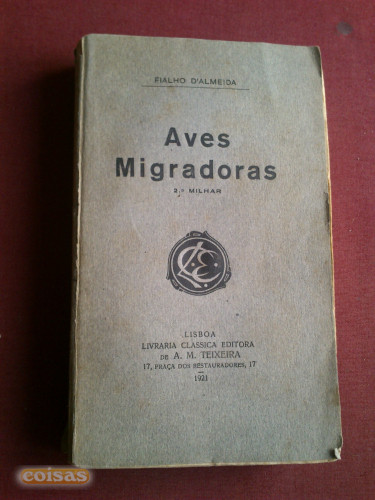 FIALHO D'ALMEIDA
Aves
Migradoras
2.º MILHAR
LCE
LISBOA
LIVRARIA CLASSICA EDITORA
DE A. M. TEIXEIRA
17, PRAÇA DOS RESTAURADORES, 17
1921
coisas